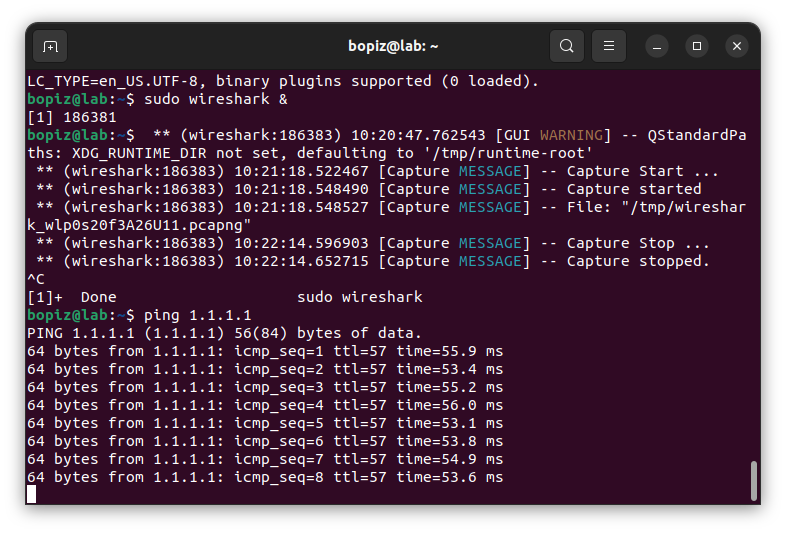 bopiz@lab: ~
LC_TYPE=en_US.UTF-8, binary plugins supported (0 loaded).
bopiz@lab:~$ sudo wireshark &
[1] 186381
bopiz@lab:~$  ** (wireshark:186383) 10:20:47.762543 [GUI WARNING] -- QStandardPa
ths: XDG_RUNTIME_DIR not set, defaulting to '/tmp/runtime-root'
 ** (wireshark:186383) 10:21:18.522467 [Capture MESSAGE] -- Capture Start ...
 ** (wireshark:186383) 10:21:18.548490 [Capture MESSAGE] -- Capture started
 ** (wireshark:186383) 10:21:18.548527 [Capture MESSAGE] -- File: "/tmp/wireshar
k_wlp0s20f3A26U11.pcapng"
 ** (wireshark:186383) 10:22:14.596903 [Capture MESSAGE] -- Capture Stop ...
 ** (wireshark:186383) 10:22:14.652715 [Capture MESSAGE] -- Capture stopped.
^C
[1]+  Done                    sudo wireshark
bopiz@lab:~$ ping 1.1.1.1
PING 1.1.1.1 (1.1.1.1) 56(84) bytes of data.
64 bytes from 1.1.1.1: icmp_seq=1 ttl=57 time=55.9 ms
64 bytes from 1.1.1.1: icmp_seq=2 ttl=57 time=53.4 ms
64 bytes from 1.1.1.1: icmp_seq=3 ttl=57 time=55.2 ms
64 bytes from 1.1.1.1: icmp_seq=4 ttl=57 time=56.0 ms
64 bytes from 1.1.1.1: icmp_seq=5 ttl=57 time=53.1 ms
64 bytes from 1.1.1.1: icmp_seq=6 ttl=57 time=53.8 ms
64 bytes from 1.1.1.1: icmp_seq=7 ttl=57 time=54.9 ms
64 bytes from 1.1.1.1: icmp_seq=8 ttl=57 time=53.6 ms